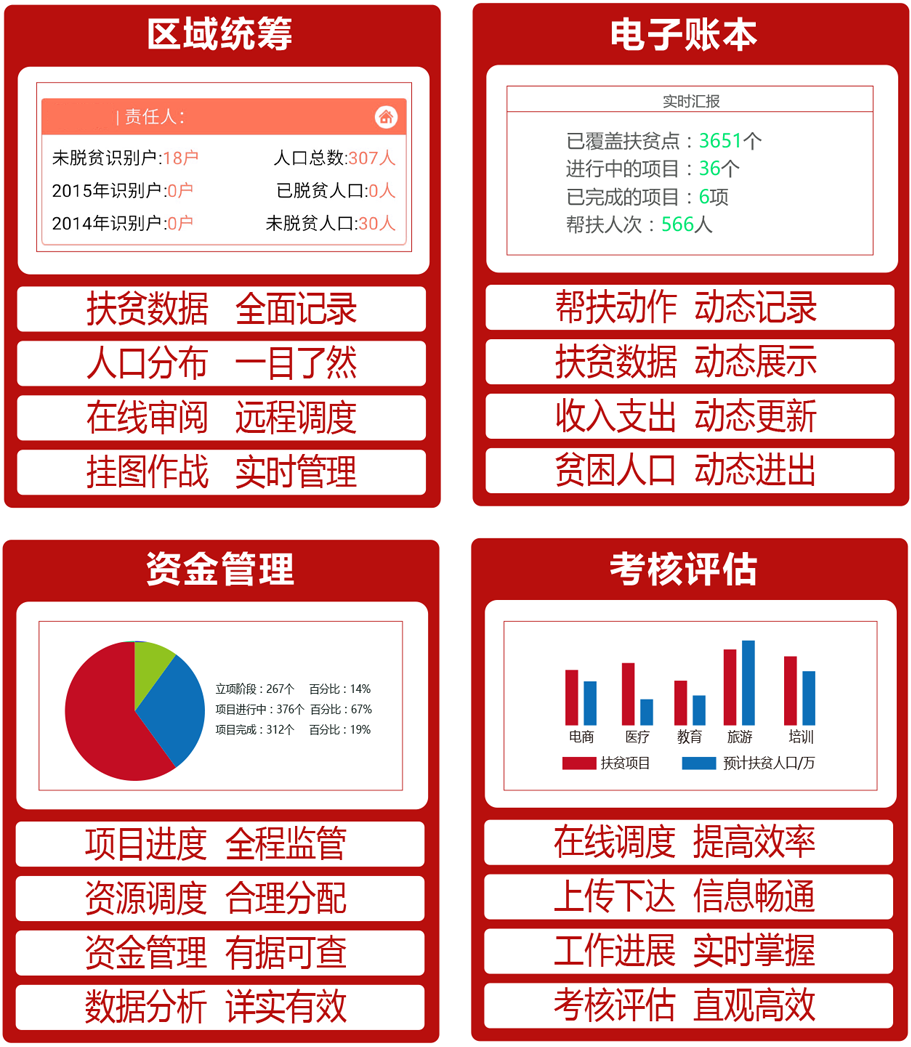 区域统筹
| 责任人:
未脱贫识别户:18户 人口总数:307人
2015年识别户:0户 已脱贫人口:0人
2014年识别户:0户 未脱贫人口:30人
扶贫数据 全面记录
人口分布 一目了然
在线审阅 远程调度
挂图作战 实时管理
电子账本
实时汇报
已覆盖扶贫点：3651个
进行中的项目：36个
已完成的项目：6项
帮扶人次：566人
帮扶动作 动态记录
扶贫数据 动态展示
收入支出 动态更新
贫困人口 动态进出
资金管理
立项阶段：267个 百分比：14%
项目进行中：376个 百分比：67%
项目完成：312个 百分比：19%
项目进度 全程监管
资源调度 合理分配
资金管理 有据可查
数据分析 详实有效
考核评估
电商 医疗 教育 旅游 培训
扶贫项目 预计扶贫人口/万
在线调度 提高效率
上传下达 信息畅通
工作进展 实时掌握
考核评估 直观高效